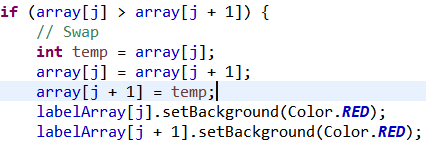 if (array[j] > array[j + 1]) {
    // Swap
    int temp = array[j];
    array[j] = array[j + 1];
    array[j + 1] = temp;
    labelArray[j].setBackground(Color.RED);
    labelArray[j + 1].setBackground(Color.RED);